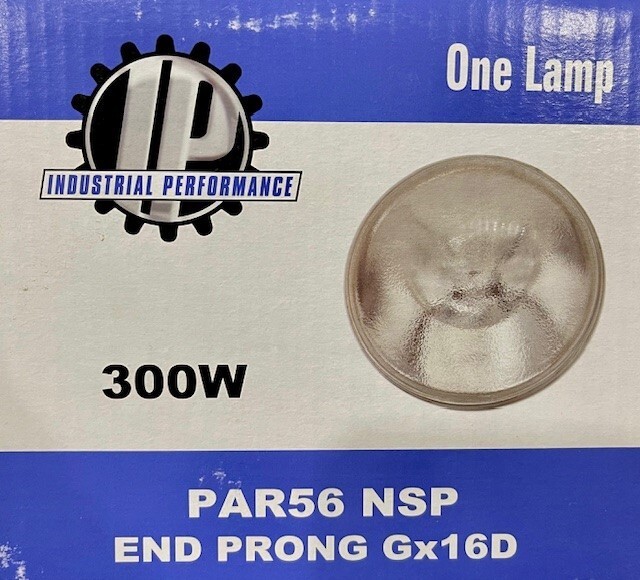 One Lamp
IP
INDUSTRIAL PERFORMANCE
300W
PAR56 NSP
END PRONG Gx16D